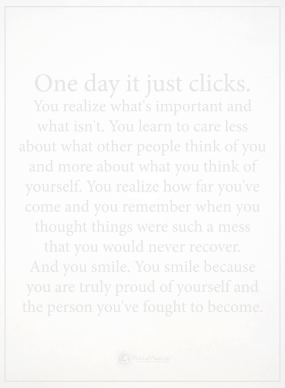 One day it just clicks.
You realize what's important and
what isn't. You learn to care less
about what other people think of you
and more about what you think of
yourself. You realize how far you've
come and you remember when you
thought things were such a mess
that you would never recover.
And you smile. You smile because
you are truly proud of yourself and
the person you've fought to become.